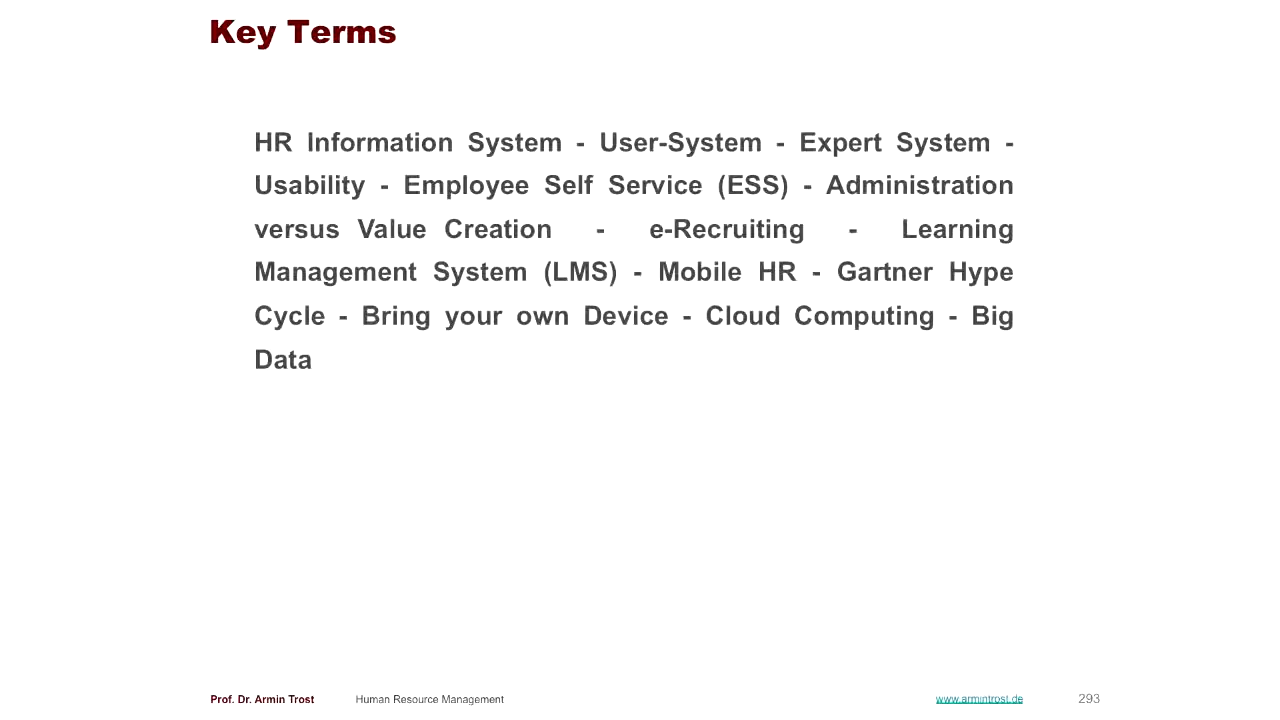 Key Terms
HR Information System - User-System - Expert System -
Usability - Employee Self Service (ESS) - Administration
versus Value Creation - e-Recruiting - Learning
Management System (LMS) - Mobile HR - Gartner Hype
Cycle - Bring your own Device - Cloud Computing - Big
Data
Prof. Dr. Armin Trost Human Resource Management www.armintrost.de 293